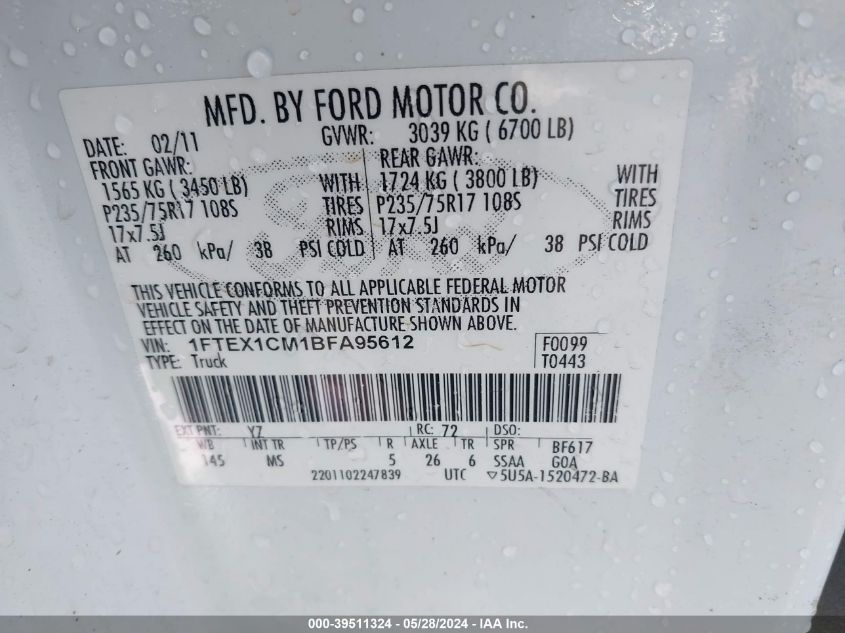 MFD. BY FORD MOTOR CO.
DATE: 02/11 GVWR: 3039 KG ( 6700 LB)
FRONT GAWR: REAR GAWR:
1565 KG ( 3450 LB) WITH 1724 KG ( 3800 LB) WITH
P235/75R17 108S TIRES P235/75R17 108S TIRES
17x7.5J RIMS 17x7.5J RIMS
AT 260 kPa/ 38 PSI COLD AT 260 kPa/ 38 PSI COLD
THIS VEHICLE CONFORMS TO ALL APPLICABLE FEDERAL MOTOR
VEHICLE SAFETY AND THEFT PREVENTION STANDARDS IN
EFFECT ON THE DATE OF MANUFACTURE SHOWN ABOVE.
VIN: 1FTEX1CM1BFA95612 F0099
TYPE: Truck T0443
EXT PNT: YZ RC: 72 DSO:
WB INT TR TP/PS R AXLE TR SPR BF617
145 MS 5 26 6 SSAA GOA
2201102247839 UTC ▽5U5A-1520472-BA
000-39511324 - 05/28/2024 - IAA Inc.